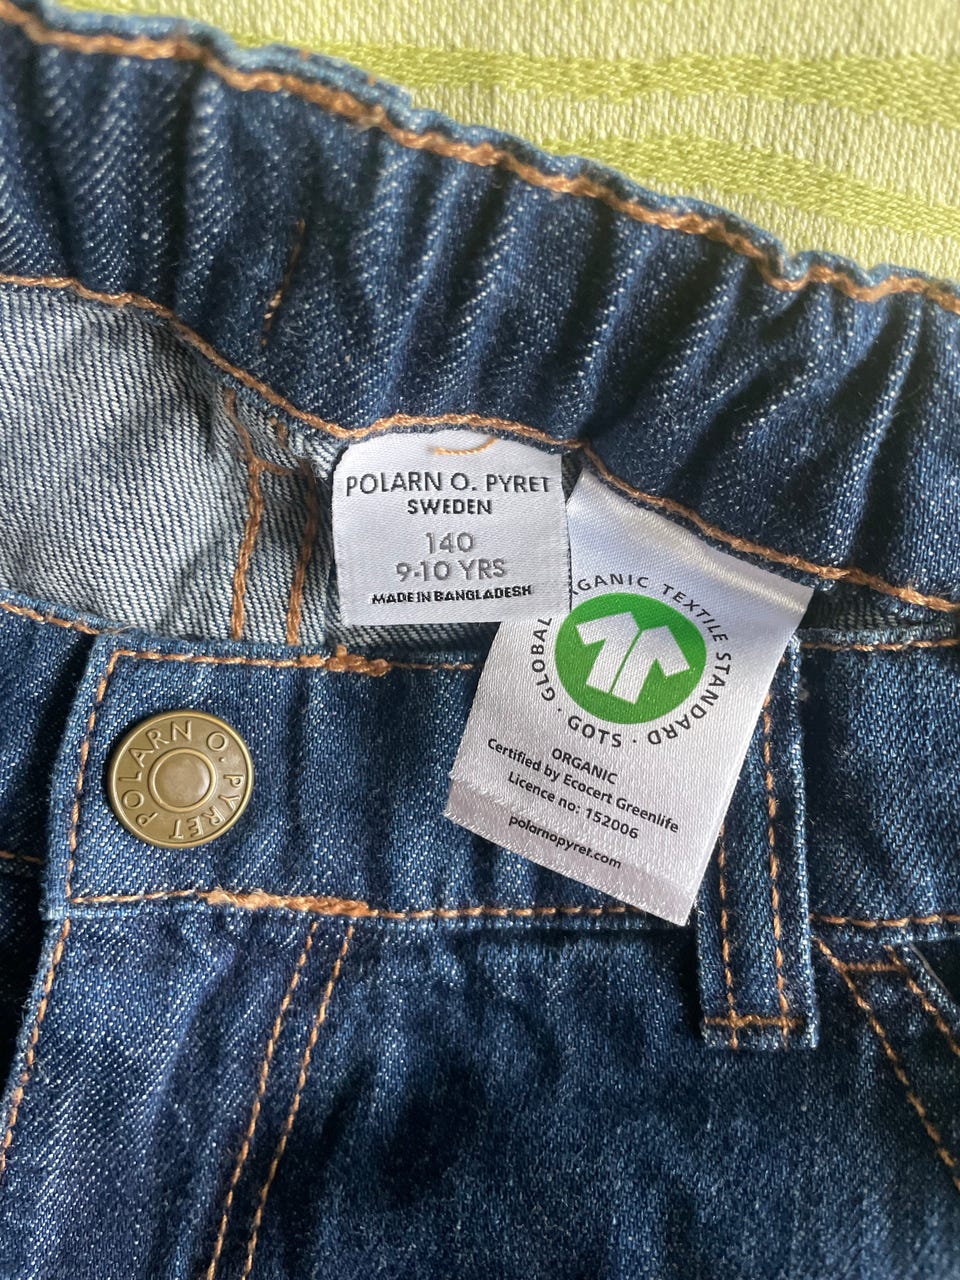 POLARN O. PYRET
SWEDEN
140
9-10 YRS
MADE IN BANGLADESH
GLOBAL RGANIC TEXTILE STANDARD · GOTS ·
ORGANIC
Certified by Ecocert Greenlife
Licence no: 152006
polarnopyret.com
POLARN O. PYRET